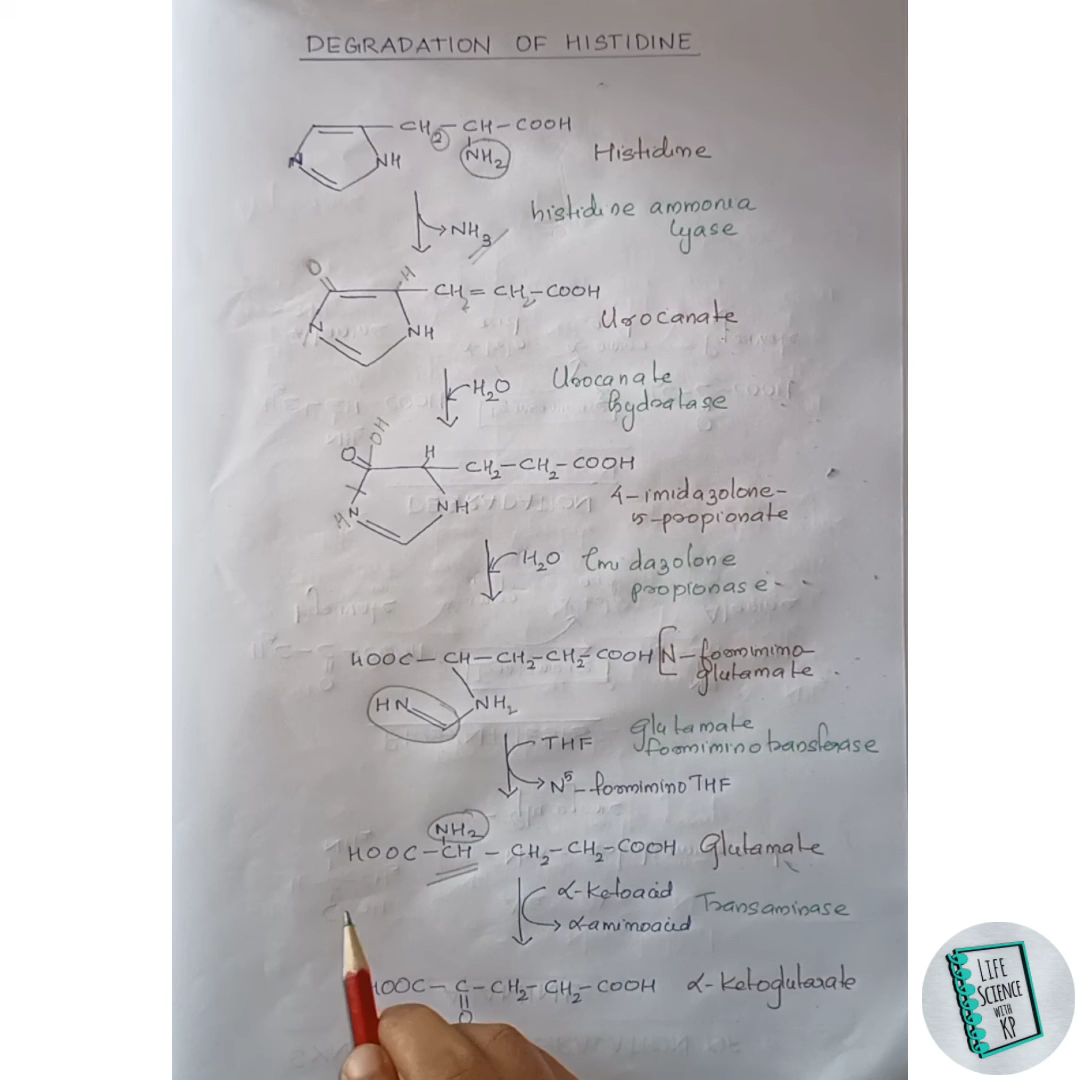 DEGRADATION OF HISTIDINE
CH2-CH-COOH
N NH NH2 Histidine
histidine ammonia
→NH3 lyase
O H
CH2=CH2-COOH
N NH Urocanate
H2O Urocanate
hydratase
O OH H
CH2-CH2-COOH
HN NH 4-imidazolone-
5-propionate
H2O Imidazolone
propionase
HOOC-CH-CH2-CH2-COOH [N-formimino
glutamate
HN NH2
THF glutamate
formimino transferase
→N5-formimino THF
NH2
HOOC-CH-CH2-CH2-COOH Glutamate
α-Ketoacid Transaminase
→α-aminoacid
HOOC-C-CH2-CH2-COOH α-Ketoglutarate
O
LIFE
SCIENCE
WITH
KP